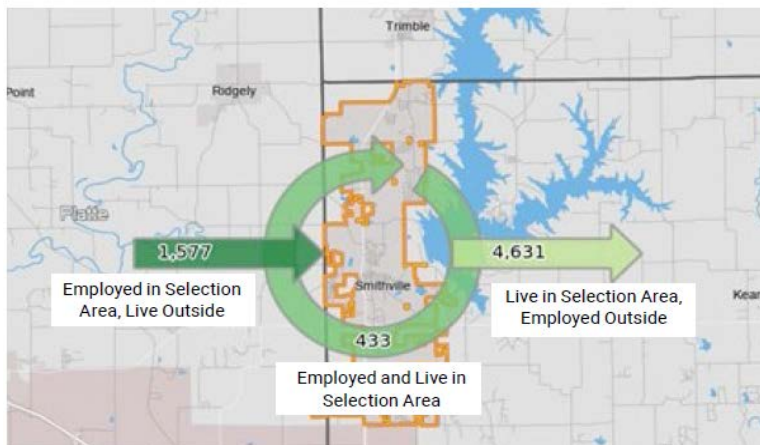 Trimble
Point
Ridgely
Platte
1,577
4,631
Employed in Selection
Area, Live Outside
Smithville
Live in Selection Area,
Employed Outside
Kear
433
Employed and Live in
Selection Area